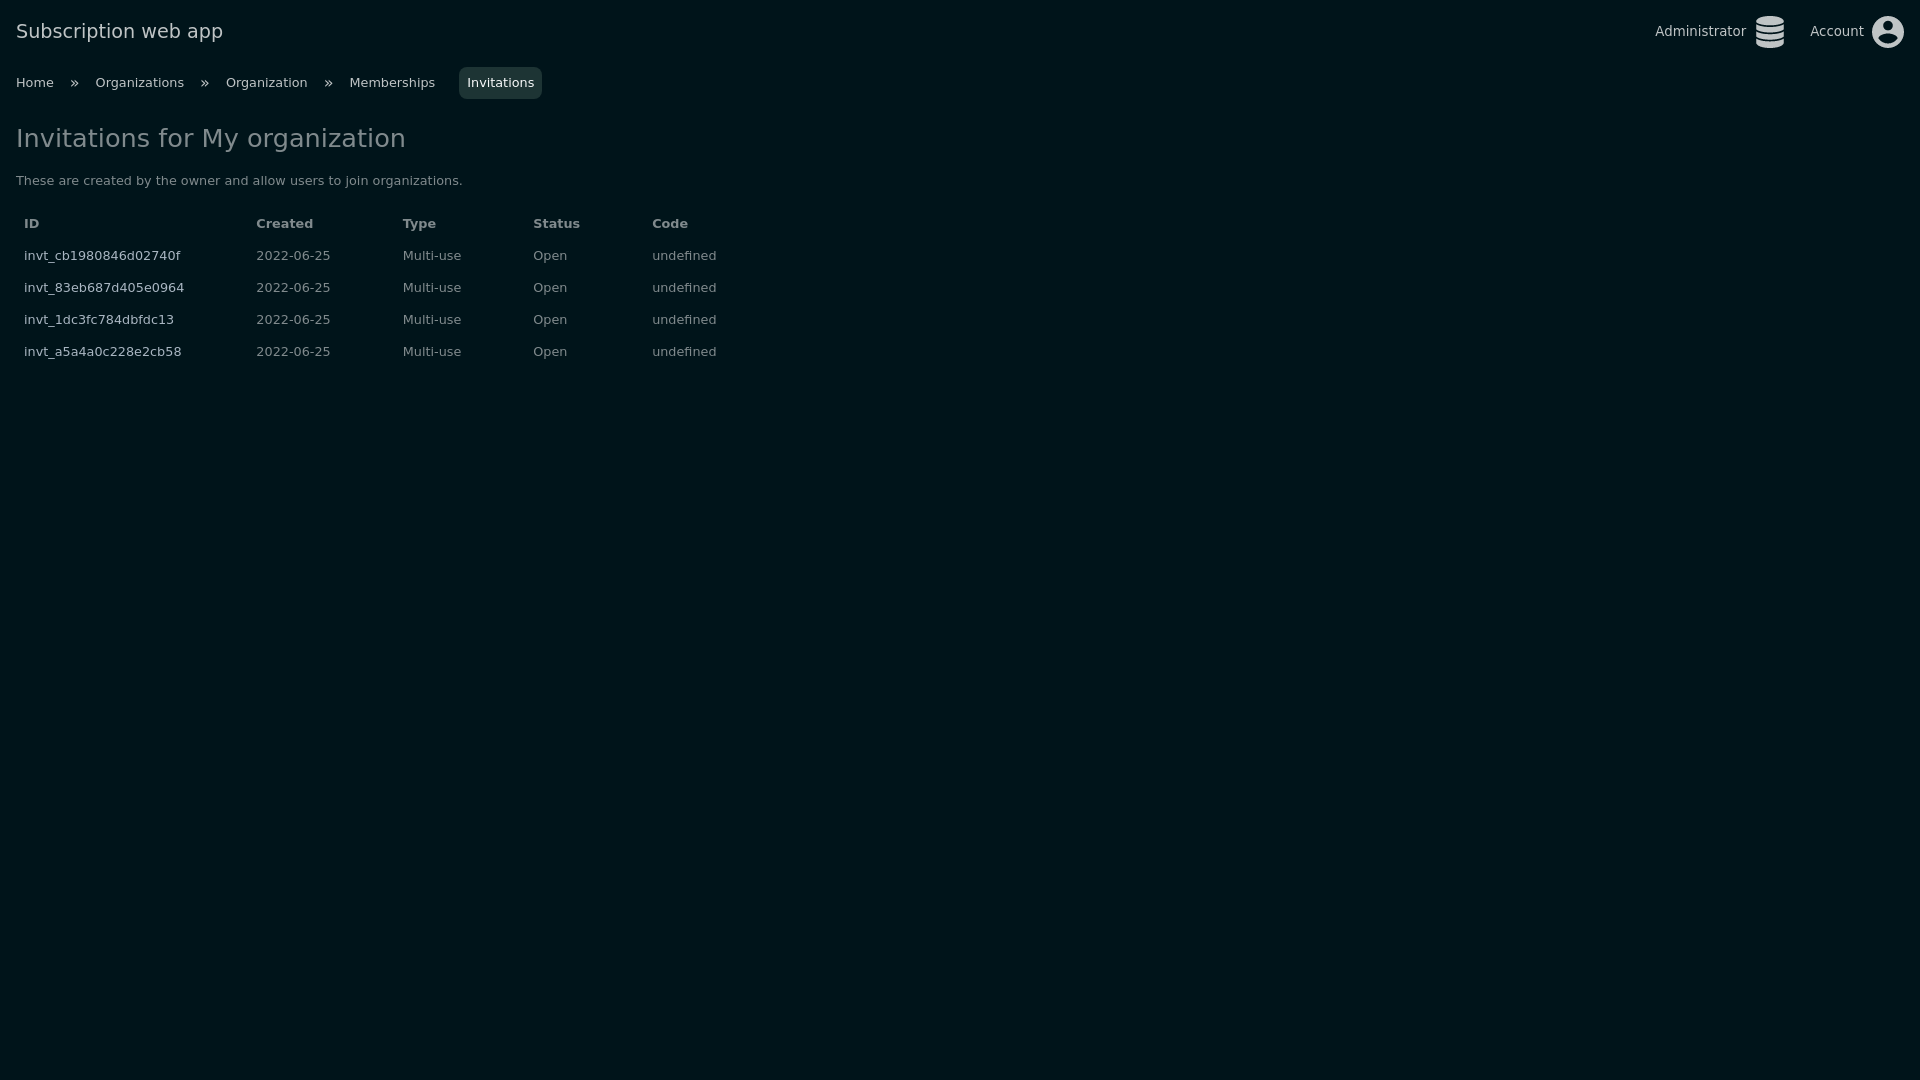 Subscription web app
Administrator
Account
Home » Organizations » Organization » Memberships Invitations
Invitations for My organization
These are created by the owner and allow users to join organizations.
ID Created Type Status Code
invt_cb1980846d02740f 2022-06-25 Multi-use Open undefined
invt_83eb687d405e0964 2022-06-25 Multi-use Open undefined
invt_1dc3fc784dbfdc13 2022-06-25 Multi-use Open undefined
invt_a5a4a0c228e2cb58 2022-06-25 Multi-use Open undefined